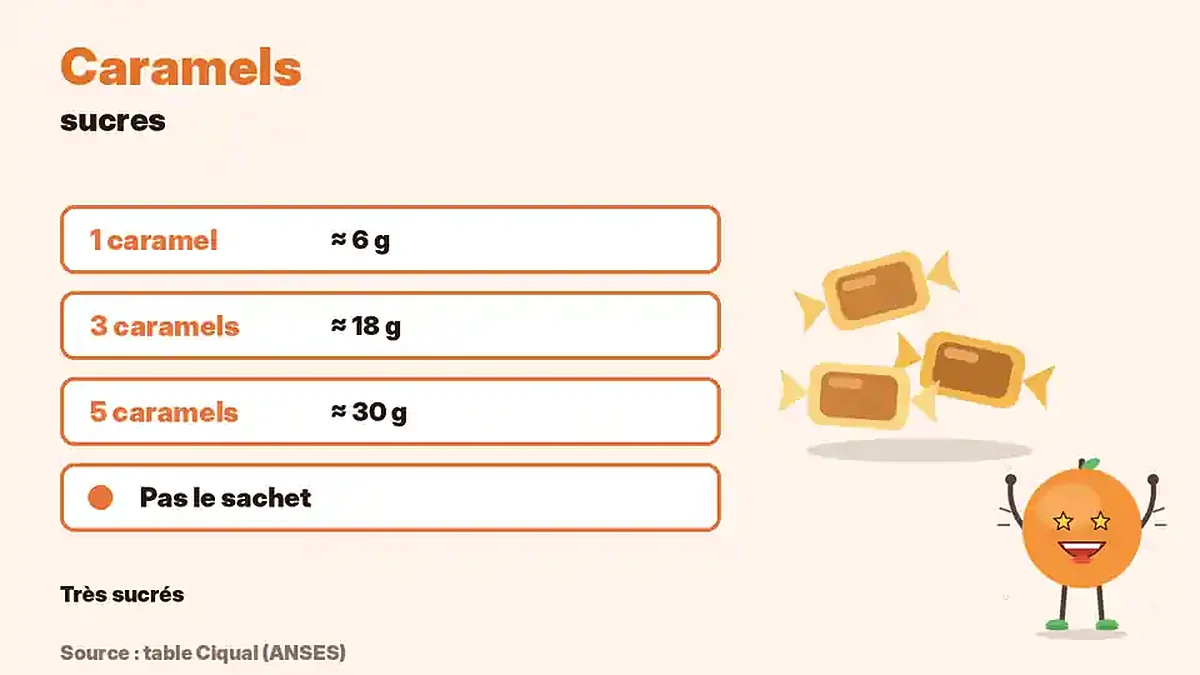 Caramels
sucres
1 caramel ≈ 6 g
3 caramels ≈ 18 g
5 caramels ≈ 30 g
Pas le sachet
Très sucrés
Source : table Ciqual (ANSES)